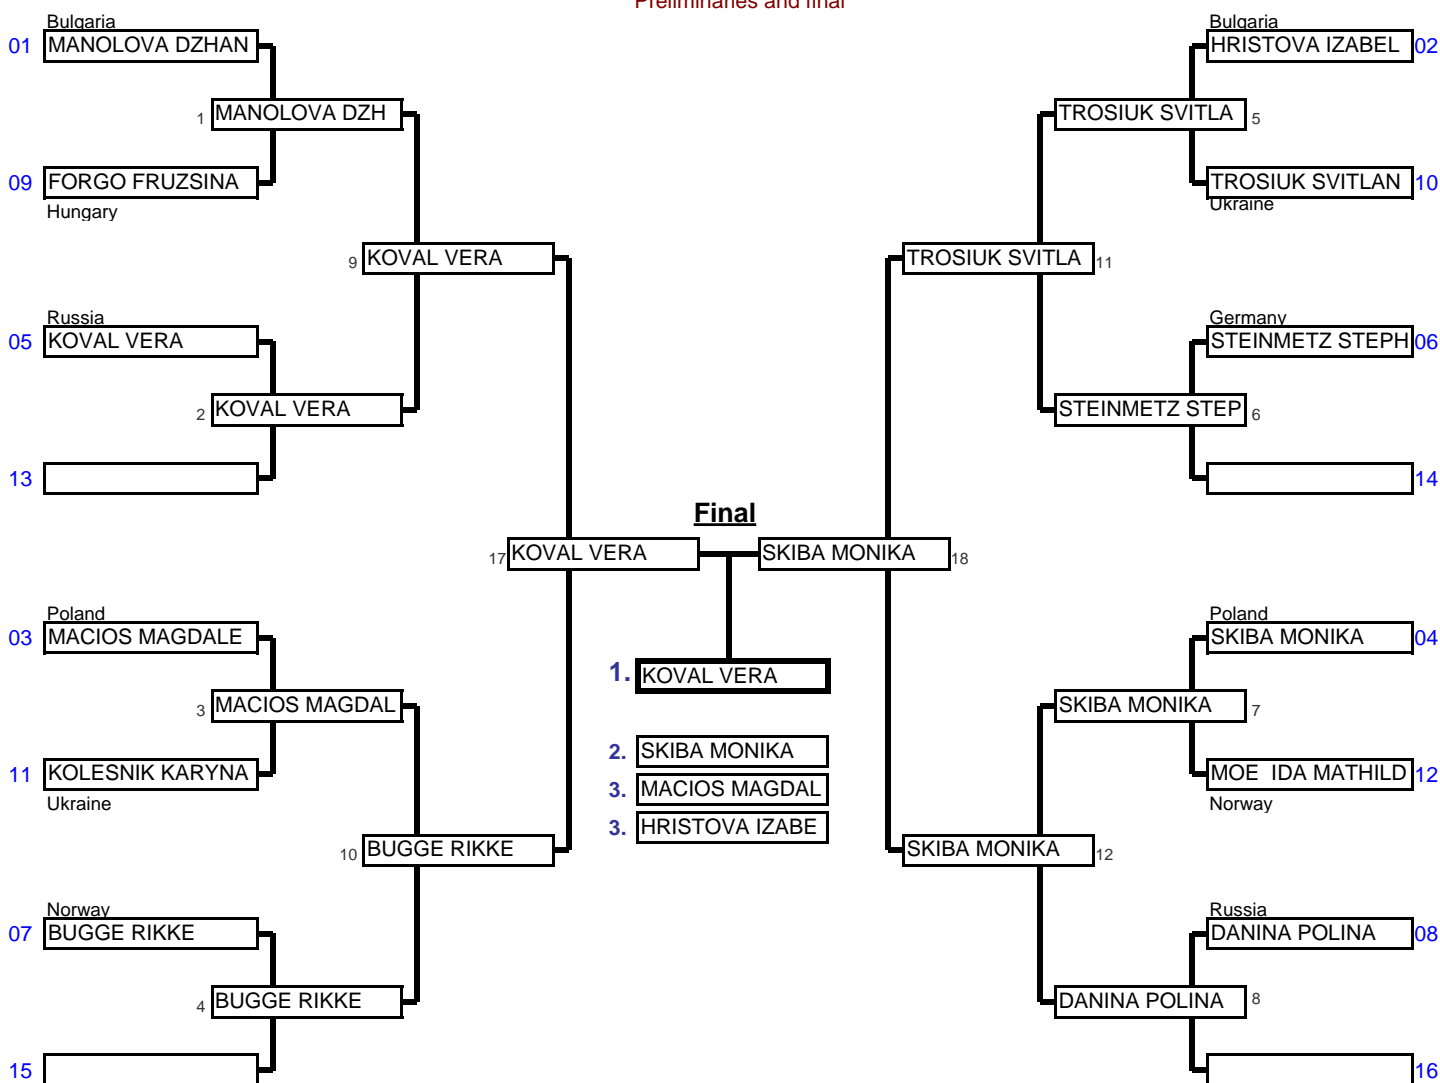 Preliminaries and final
Bulgaria
Bulgaria
01 MANOLOVA DZHAN
HRISTOVA IZABEL 02
1 MANOLOVA DZH
TROSIUK SVITLA 5
09 FORGO FRUZSINA
TROSIUK SVITLAN 10
Hungary
Ukraine
9 KOVAL VERA
TROSIUK SVITLA 11
Russia
Germany
05 KOVAL VERA
STEINMETZ STEPH 06
2 KOVAL VERA
STEINMETZ STEP 6
13
14
Final
17 KOVAL VERA
SKIBA MONIKA 18
Poland
Poland
03 MACIOS MAGDALE
SKIBA MONIKA 04
1. KOVAL VERA
3 MACIOS MAGDAL
SKIBA MONIKA 7
2. SKIBA MONIKA
11 KOLESNIK KARYNA
3. MACIOS MAGDAL
MOE  IDA MATHILD 12
Ukraine
Norway
3. HRISTOVA IZABE
10 BUGGE RIKKE
SKIBA MONIKA 12
Norway
Russia
07 BUGGE RIKKE
DANINA POLINA 08
4 BUGGE RIKKE
DANINA POLINA 8
15
16